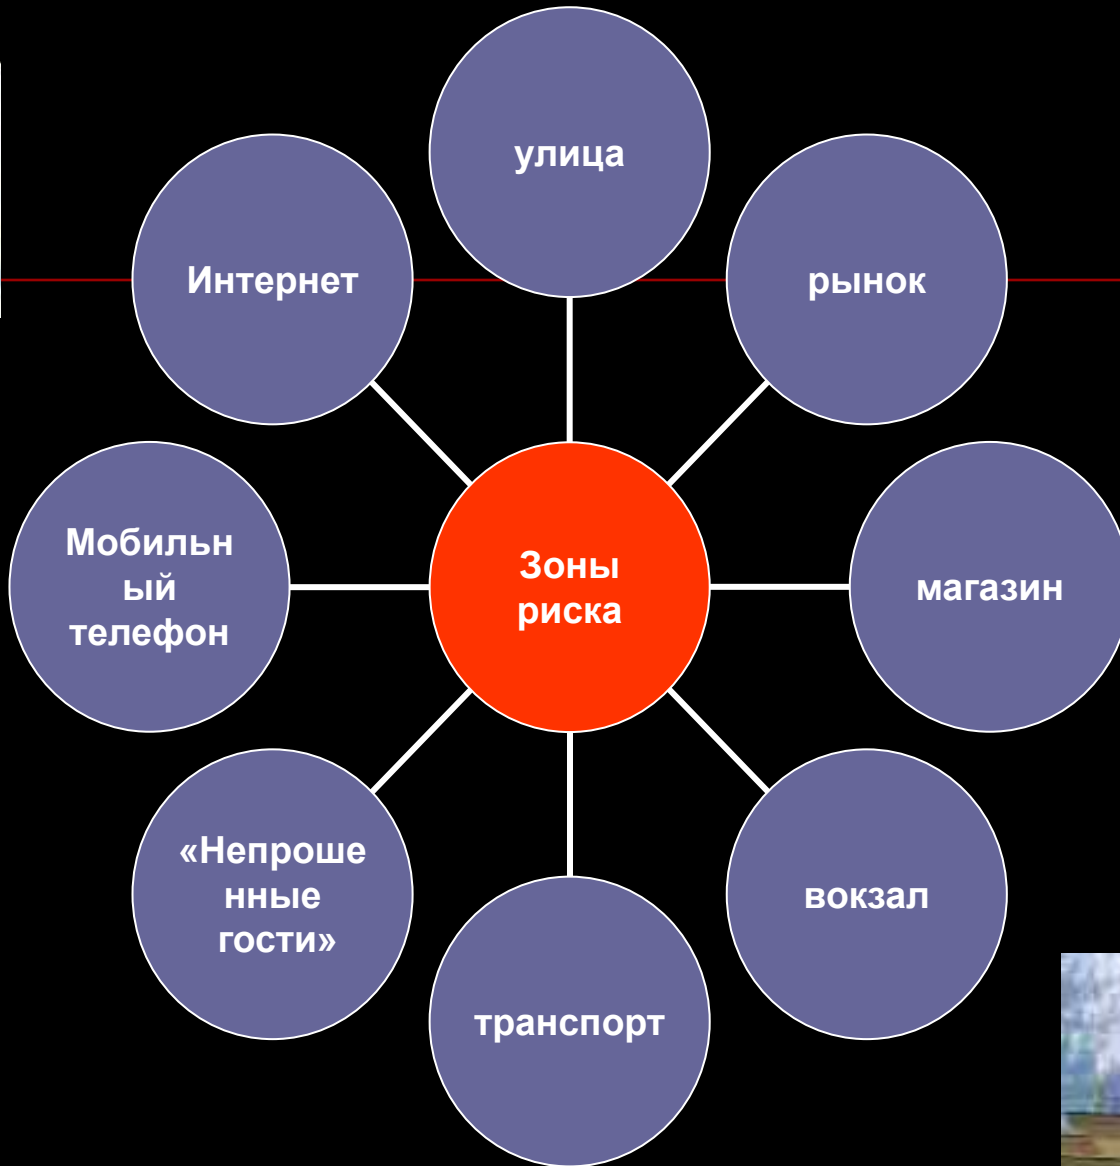 улица
Интернет
рынок
Мобильн
ый
телефон
Зоны
риска
магазин
«Непроше
нные
гости»
вокзал
транспорт